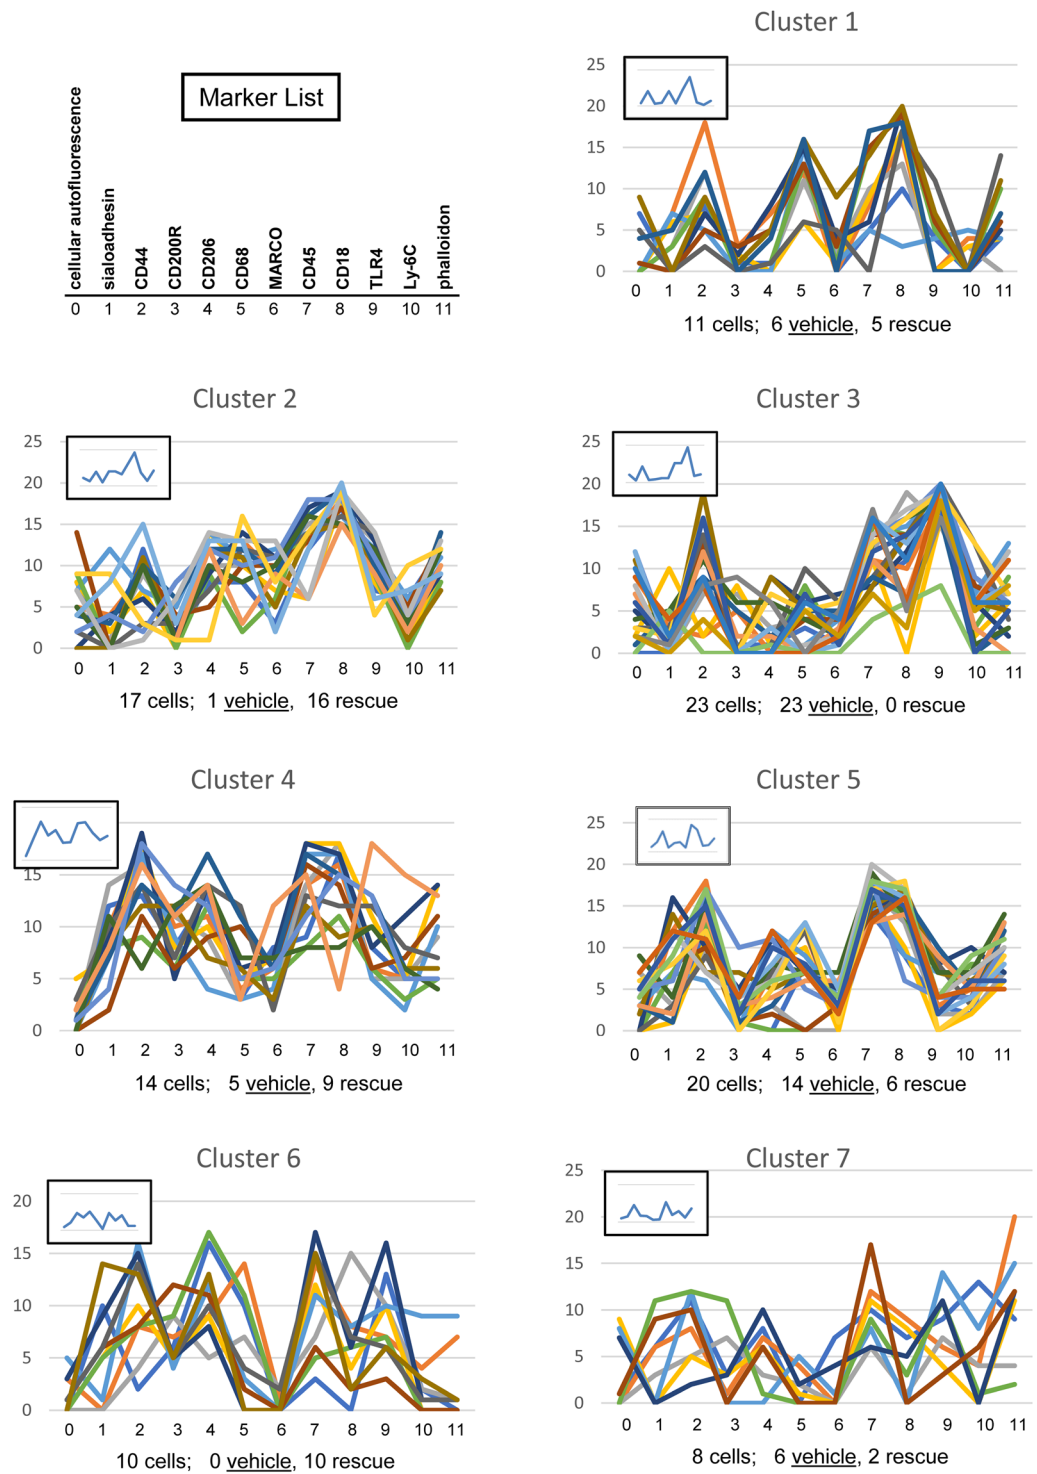 Marker List
cellular autofluorescence
sialoadhesin
CD44
CD200R
CD206
CD68
MARCO
CD45
CD18
TLR4
Ly-6C
phalloidon
0 1 2 3 4 5 6 7 8 9 10 11
Cluster 1
25
20
15
10
5
0
0 1 2 3 4 5 6 7 8 9 10 11
11 cells; 6 vehicle, 5 rescue
Cluster 2
25
20
15
10
5
0
0 1 2 3 4 5 6 7 8 9 10 11
17 cells; 1 vehicle, 16 rescue
Cluster 3
25
20
15
10
5
0
0 1 2 3 4 5 6 7 8 9 10 11
23 cells; 23 vehicle, 0 rescue
Cluster 4
15
10
5
0
0 1 2 3 4 5 6 7 8 9 10 11
14 cells; 5 vehicle, 9 rescue
Cluster 5
25
20
15
10
5
0
0 1 2 3 4 5 6 7 8 9 10 11
20 cells; 14 vehicle, 6 rescue
Cluster 6
20
15
10
5
0
0 1 2 3 4 5 6 7 8 9 10 11
10 cells; 0 vehicle, 10 rescue
Cluster 7
25
20
15
10
5
0
0 1 2 3 4 5 6 7 8 9 10 11
8 cells; 6 vehicle, 2 rescue